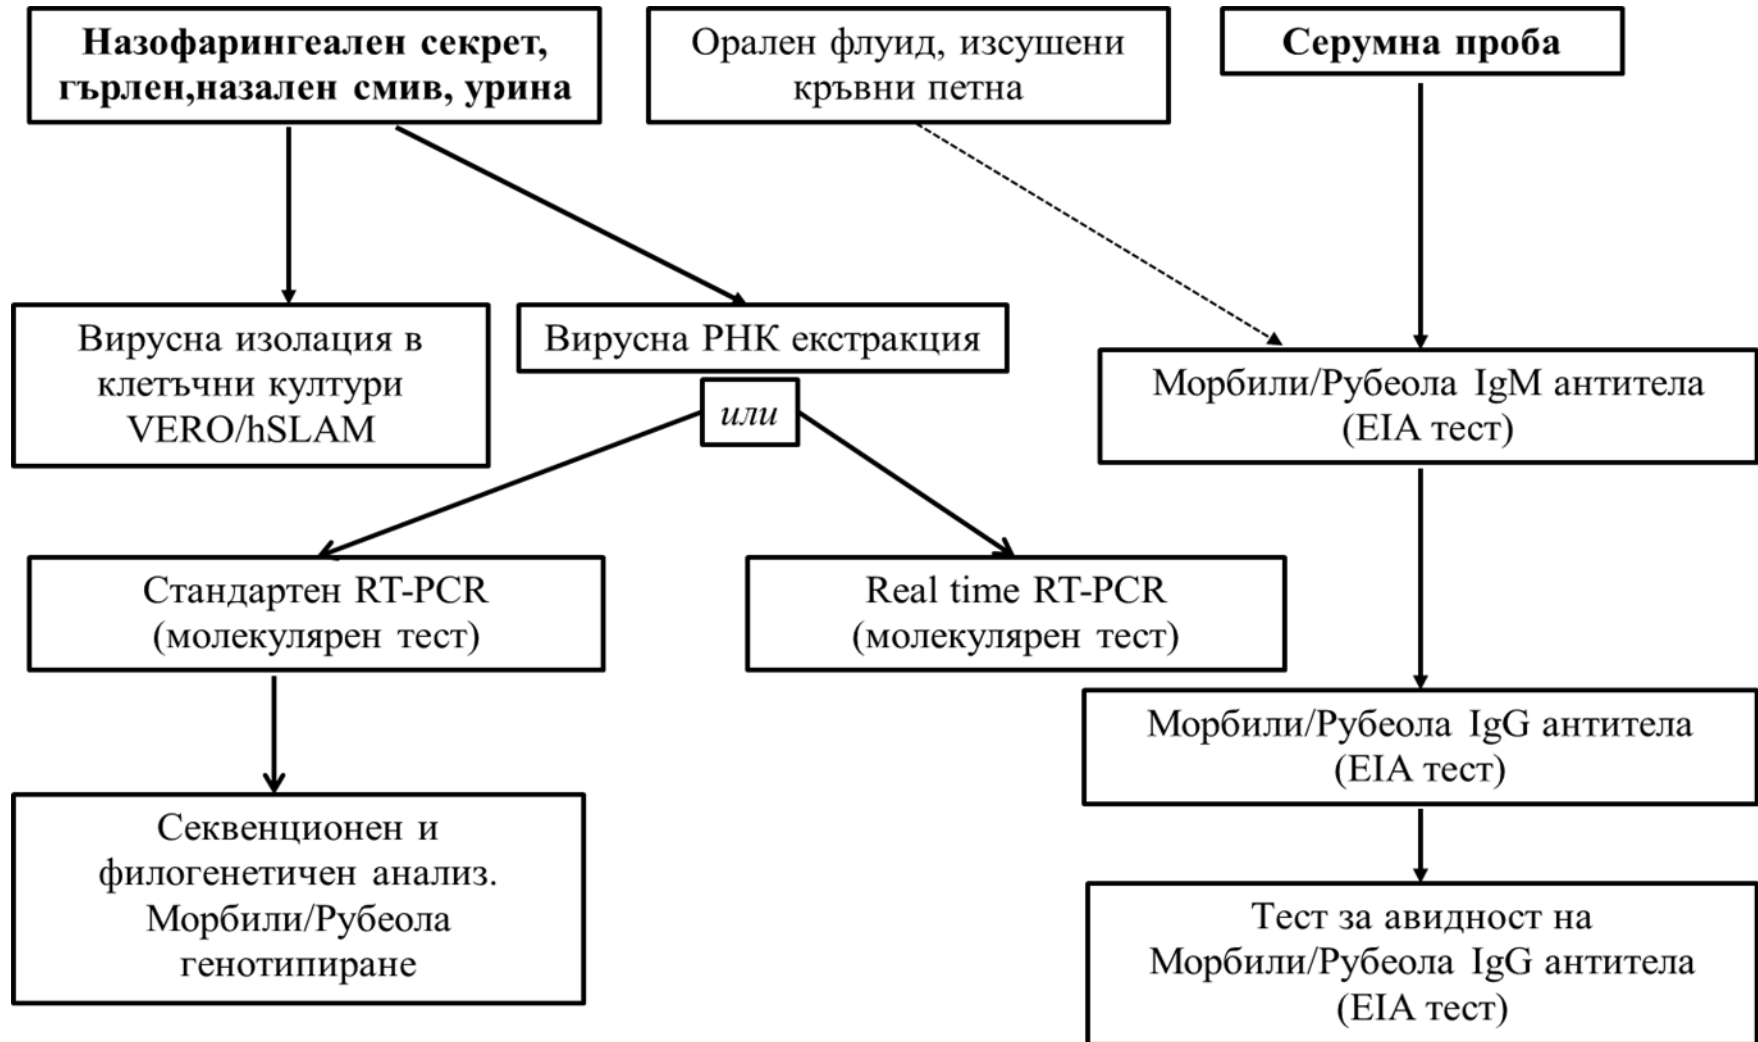 Назофарингеален секрет,
гърлен,назален смив, урина
Орален флуид, изсушени
кръвни петна
Серумна проба
Вирусна изолация в
клетъчни култури
VERO/hSLAM
Вирусна РНК екстракция
или
Морбили/Рубеола IgM антитела
(EIA тест)
Стандартен RT-PCR
(молекулярен тест)
Real time RT-PCR
(молекулярен тест)
Морбили/Рубеола IgG антитела
(EIA тест)
Секвенционен и
филогенетичен анализ.
Морбили/Рубеола
генотипиране
Тест за авидност на
Морбили/Рубеола IgG антитела
(EIA тест)